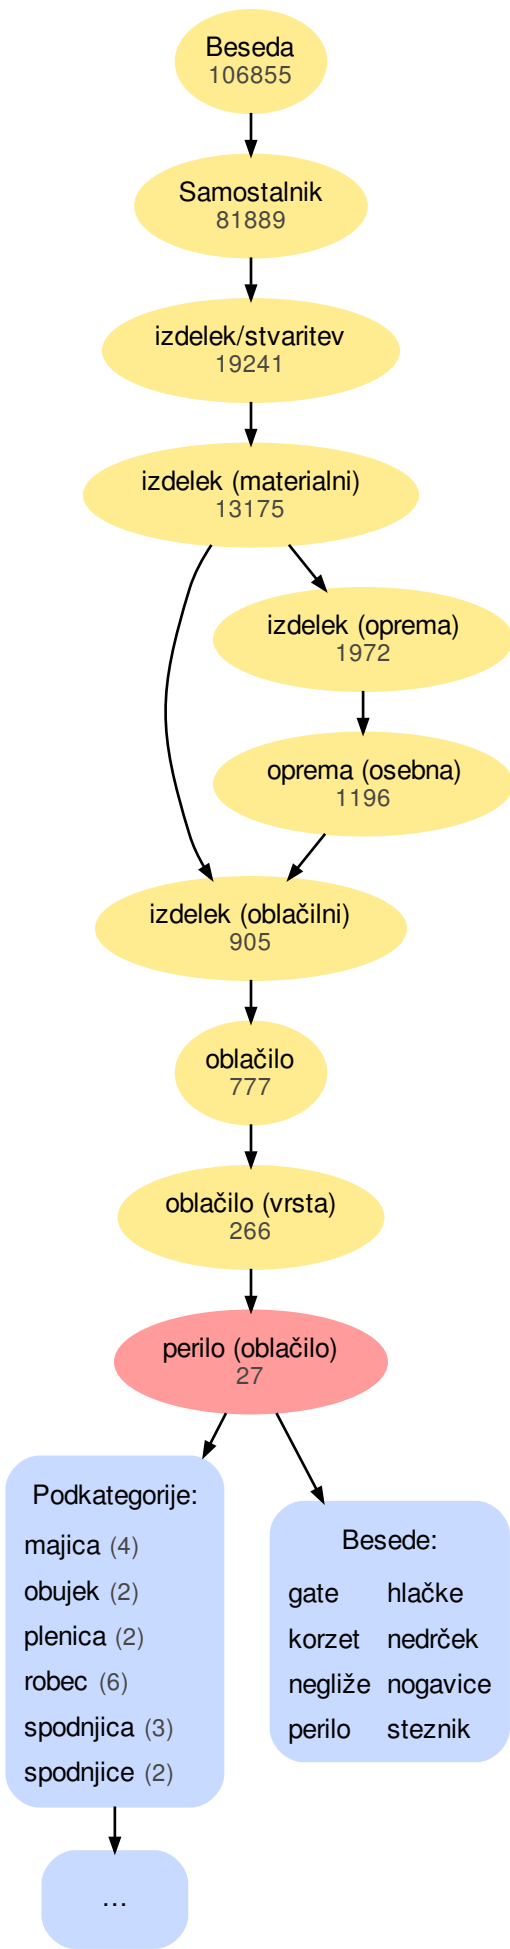 Beseda
106855
Samostalnik
81889
izdelek/stvaritev
19241
izdelek (materialni)
13175
izdelek (oprema)
1972
oprema (osebna)
1196
izdelek (oblačilni)
905
oblačilo
777
oblačilo (vrsta)
266
perilo (oblačilo)
27
Podkategorije:
majica (4)
obujek (2)
plenica (2)
robec (6)
spodnjica (3)
spodnjice (2)
...
Besede:
gate hlačke
korzet nedrček
negliže nogavice
perilo steznik